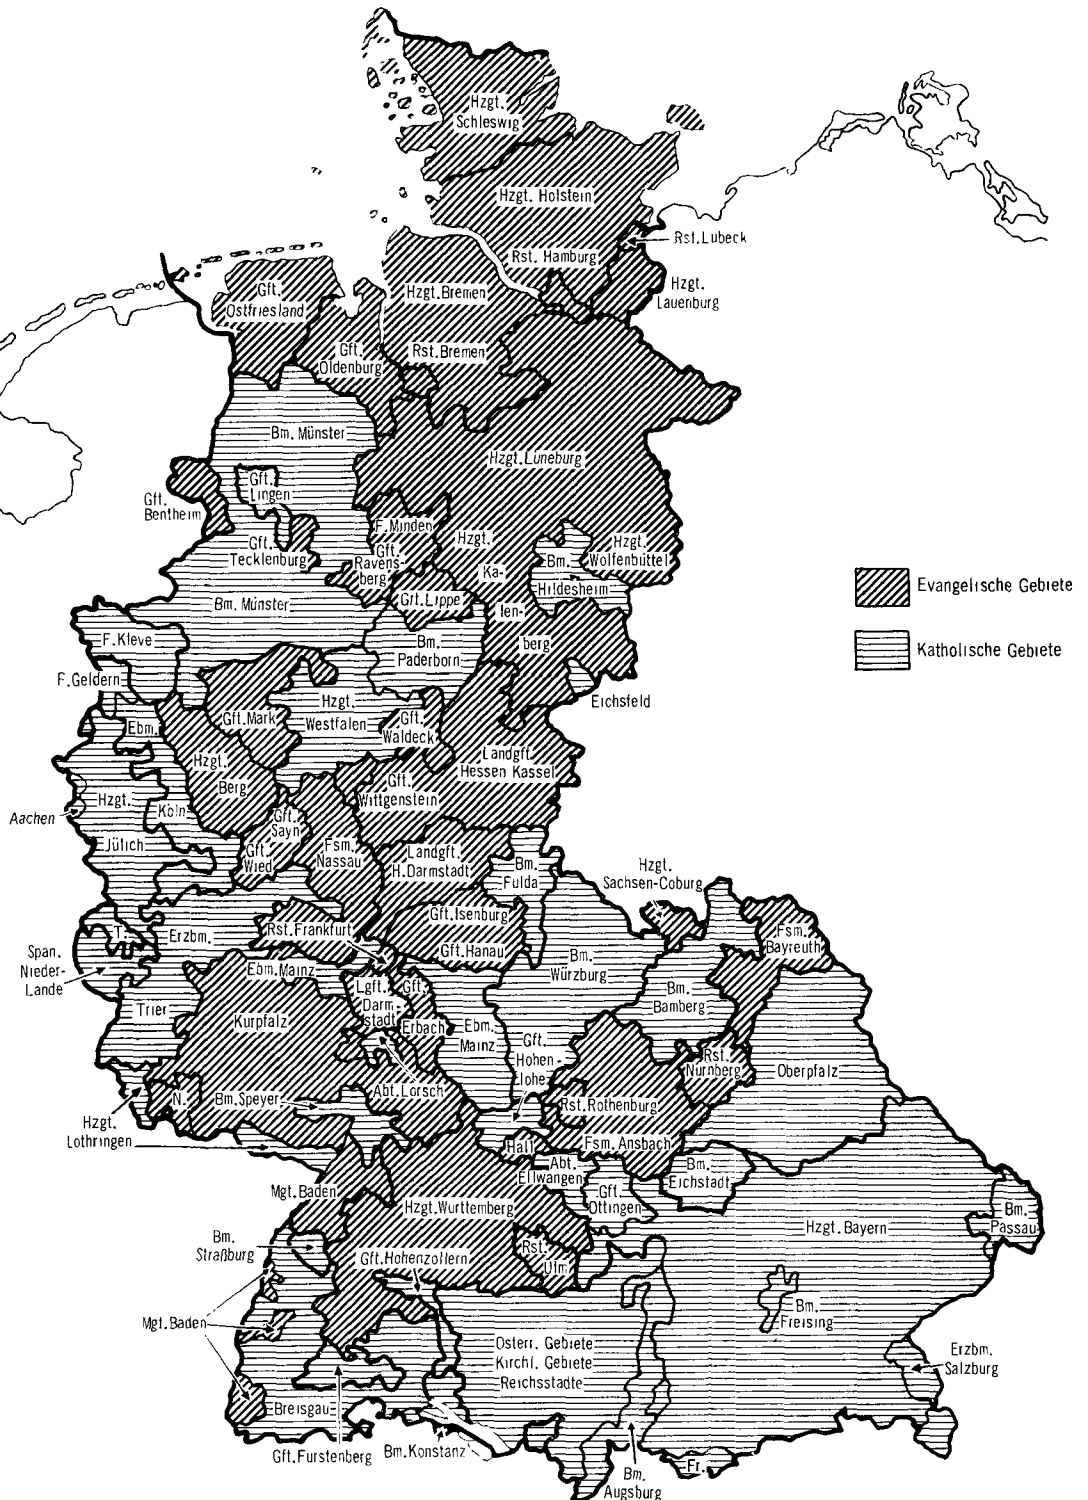 Hzgt.
Schleswig
Hzgt. Holstein
Rst. Lubeck
Rst. Hamburg
Hzgt.
Lauenburg
Gft.
Ostfriesland
Hzgt. Bremen
Gft.
Oldenburg
Rst. Bremen
Bm. Münster
Hzgt. Lüneburg
Gft.
Lingen
Gft.
Bentheim
F. Minden
Hzgt.
Ka-
len-
berg
Hzgt.
Wolfenbüttel
Gft.
Tecklenburg
Gft.
Ravens-
berg
Bm.
Hildesheim
Evangelische Gebiete
Katholische Gebiete
Bm. Münster
Grt. Lippe
F. Kleve
Bm.
Paderborn
F. Geldern
Eichsfeld
Ebm.
Köln
Gft. Mark
Hzgt.
Westfalen
Gft.
Waldeck
Landgft.
Hessen Kassel
Hzgt.
Berg
Gft.
Wittgenstein
Hzgt.
Jülich
Aachen
Gft.
Sayn
Gft.
Wied
Fsm.
Nassau
Landgft.
H. Darmstadt
Bm.
Fulda
Hzgt.
Sachsen-Coburg
T.
Erzbm.
Trier
Rst. Frankfurt
Gft. Isenburg
Gft. Hanau
Fsm.
Bayreuth
Span.
Nieder-
Lande
Ebm. Mainz
Bm.
Würzburg
Bm.
Bamberg
Kurpfalz
Lgft.
Darm-
stadt
Gft.
Erbach
Ebm.
Mainz
Gft.
Hohen-
lohe
Rst.
Nürnberg
Oberpfalz
N.
Bm. Speyer
Abt. Lorsch
Rst. Rothenburg
Hzgt.
Lothringen
Hall
Fsm. Ansbach
Abt.
Ellwangen
Bm.
Eichstadt
Mgt. Baden
Hzgt. Wurttemberg
Gft.
Ottingen
Hzgt. Bayern
Bm.
Passau
Bm.
Straßburg
Gft. Hohenzollern
Rst.
Ulm
Mgt. Baden
Bm.
Freising
Osterr. Gebiete
Kirchl. Gebiete
Reichsstadte
Erzbm.
Salzburg
Breisgau
Gft. Furstenberg
Bm. Konstanz
Fr.
Bm.
Augsburg